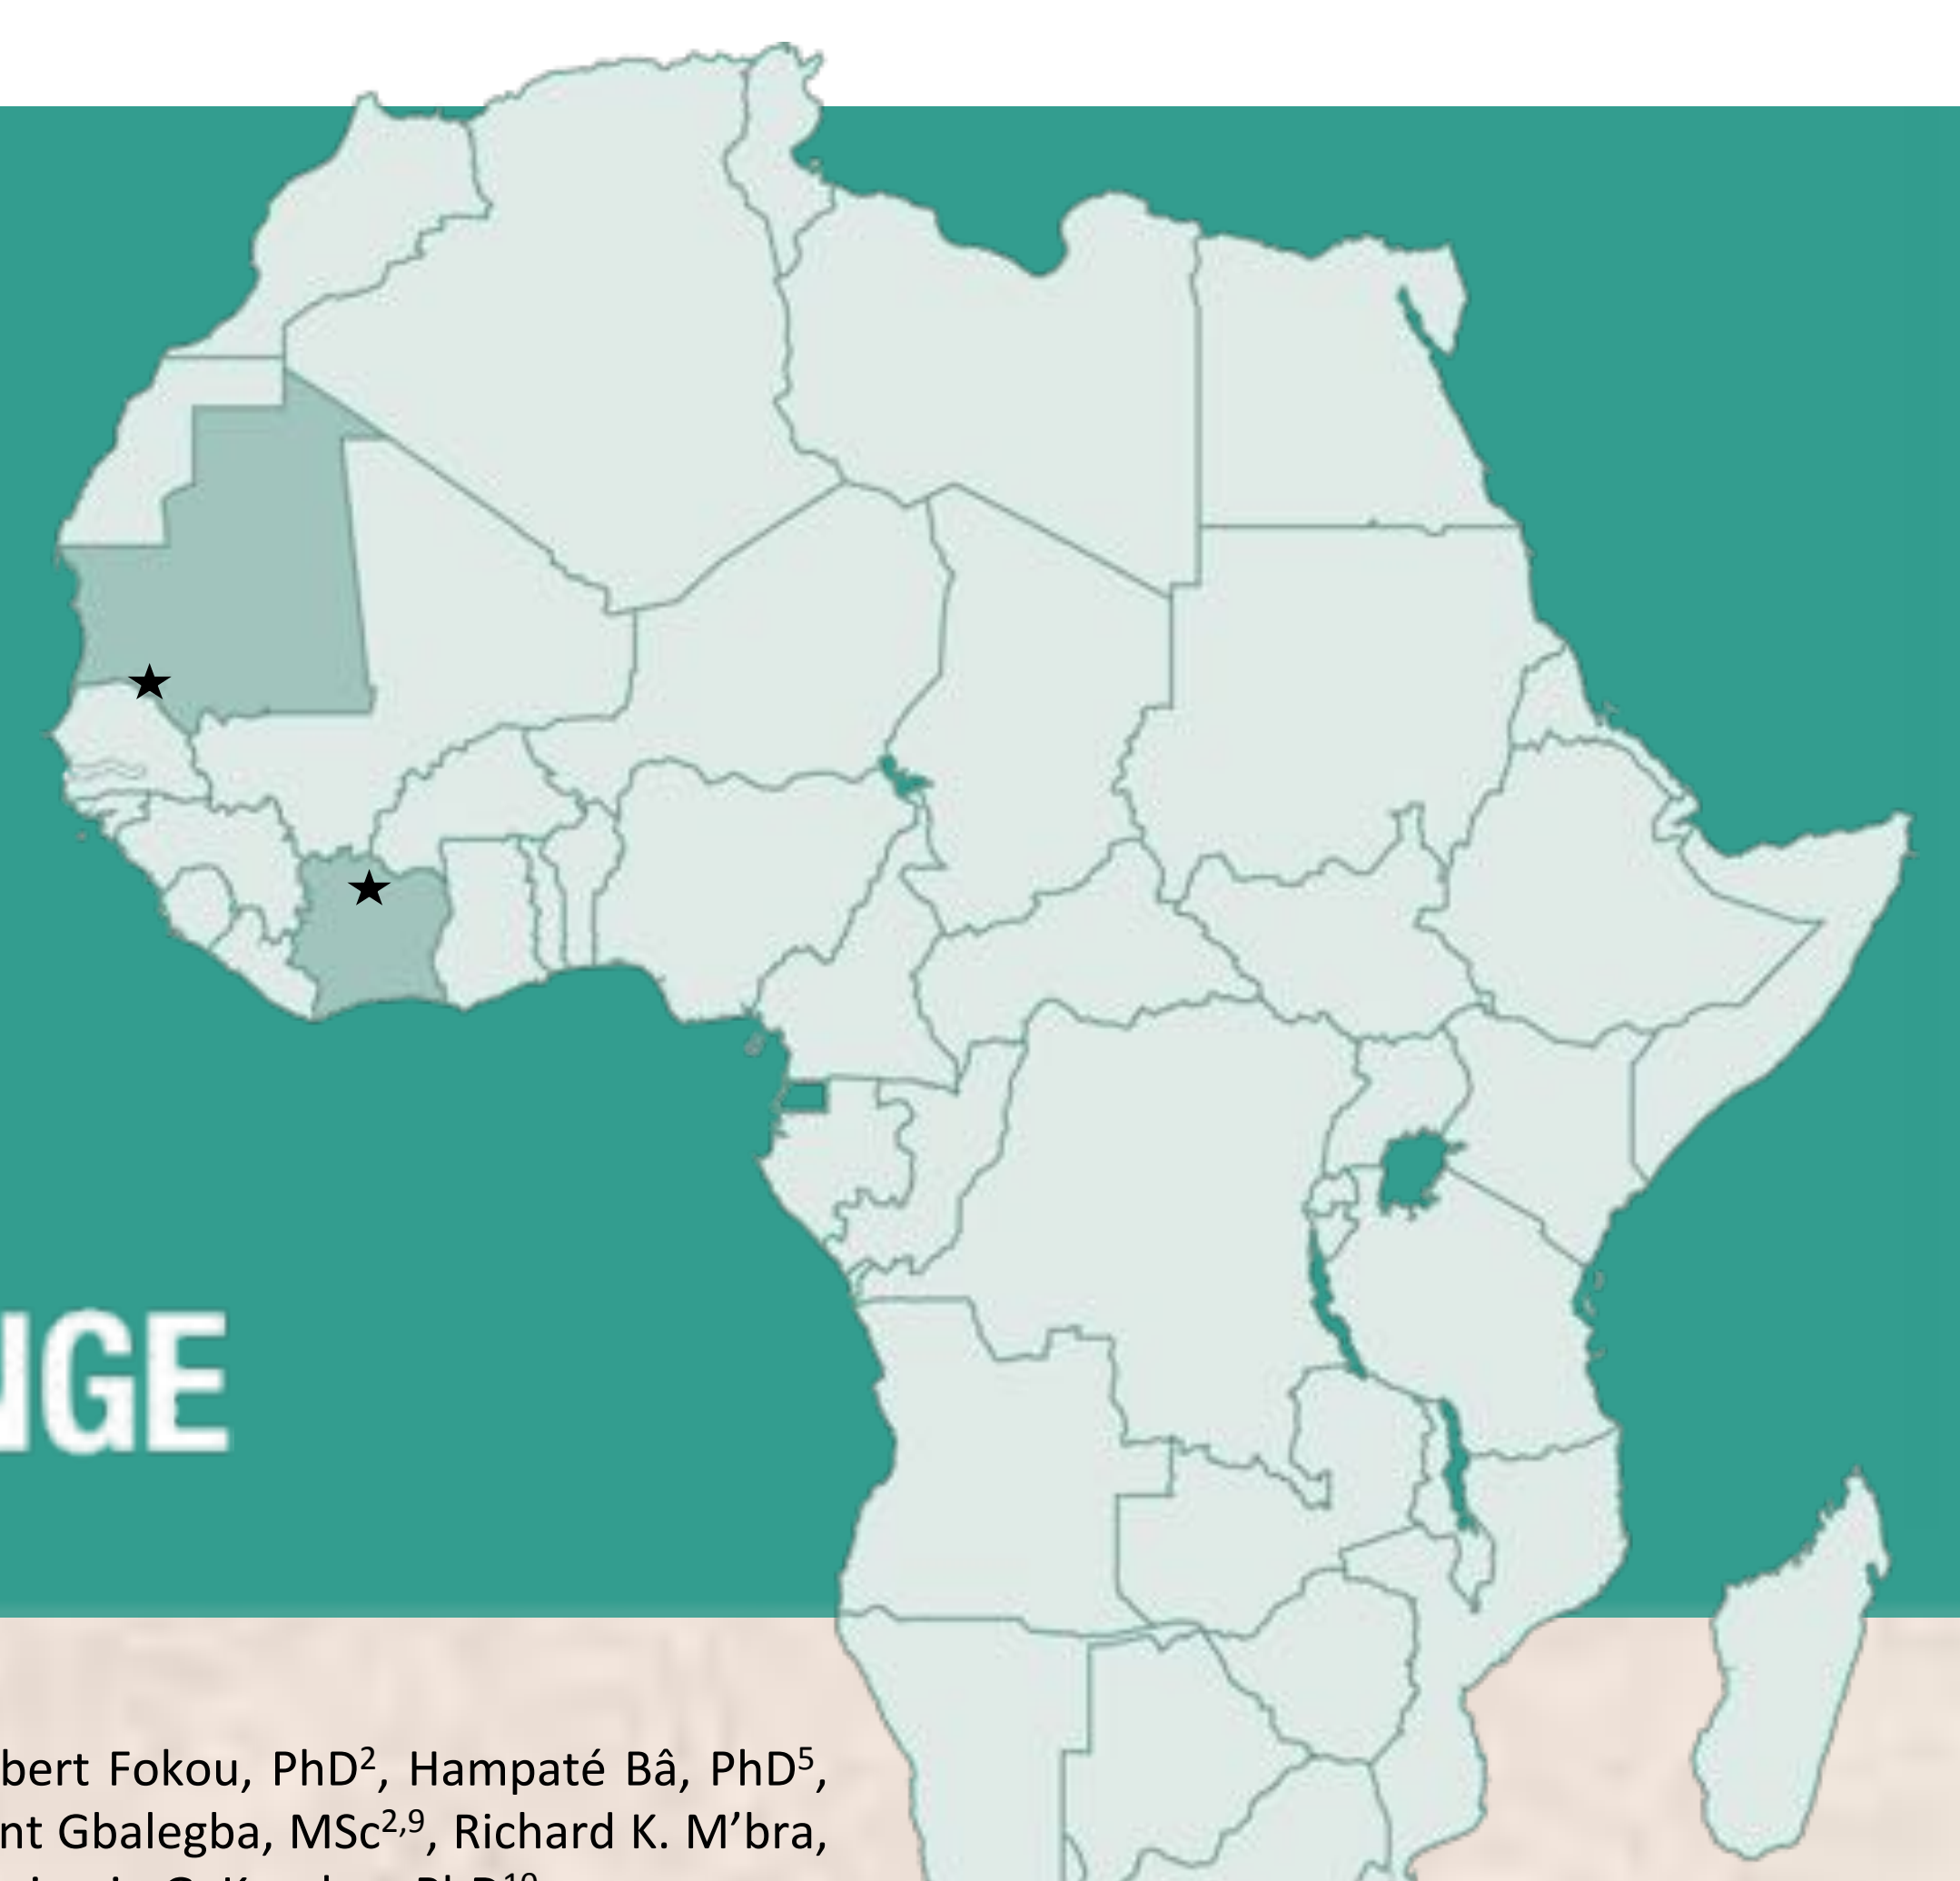 NGE
bert Fokou, PhD2, Hampaté Bâ, PhD5,
nt Gbalegba, MSc2,9, Richard K. M’bra,